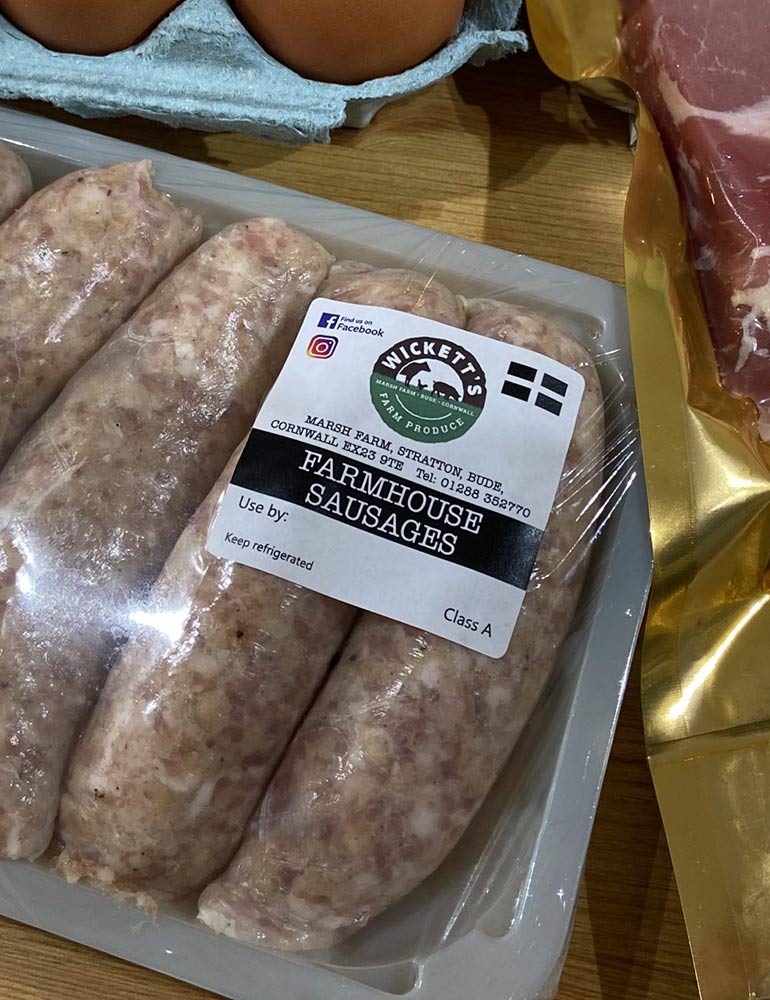 Find us on
Facebook
WICKETT'S
MARSH FARM · BUDE · CORNWALL
FARM PRODUCE
MARSH FARM, STRATTON, BUDE,
CORNWALL EX23 9TE Tel: 01288 352770
FARMHOUSE
SAUSAGES
Use by:
Keep refrigerated
Class A